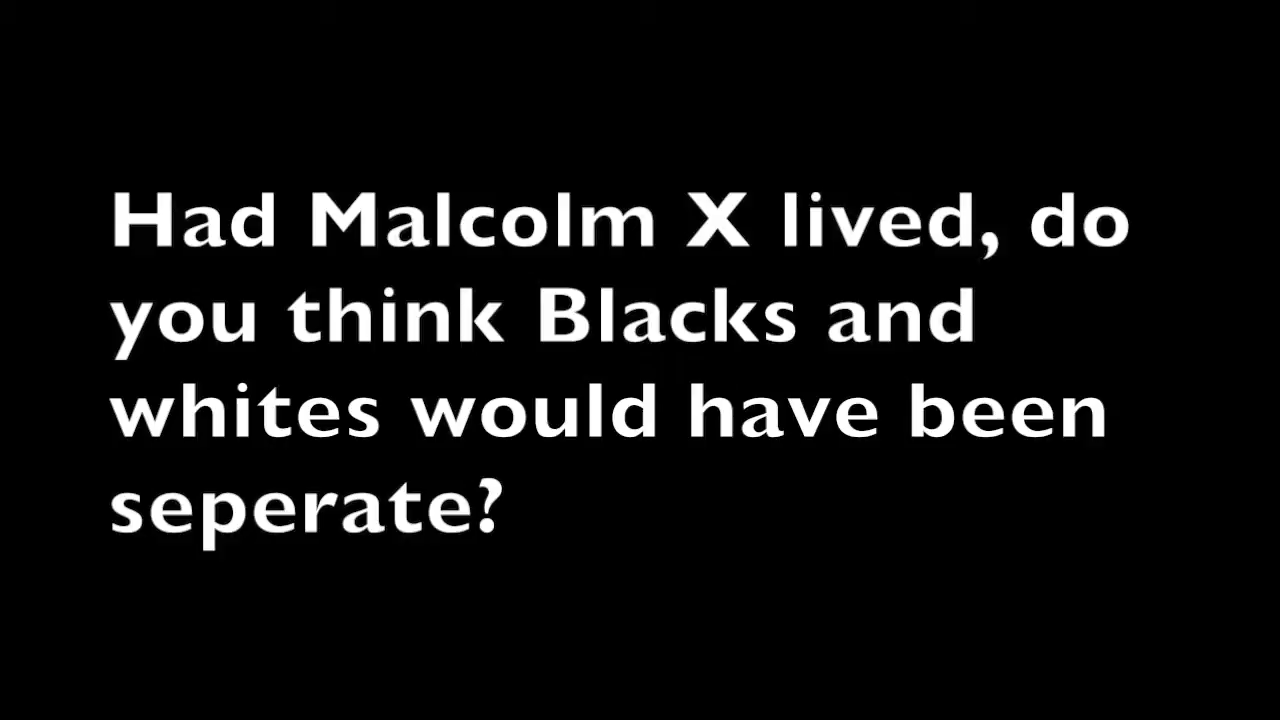 Had Malcolm X lived, do
you think Blacks and
whites would have been
seperate?